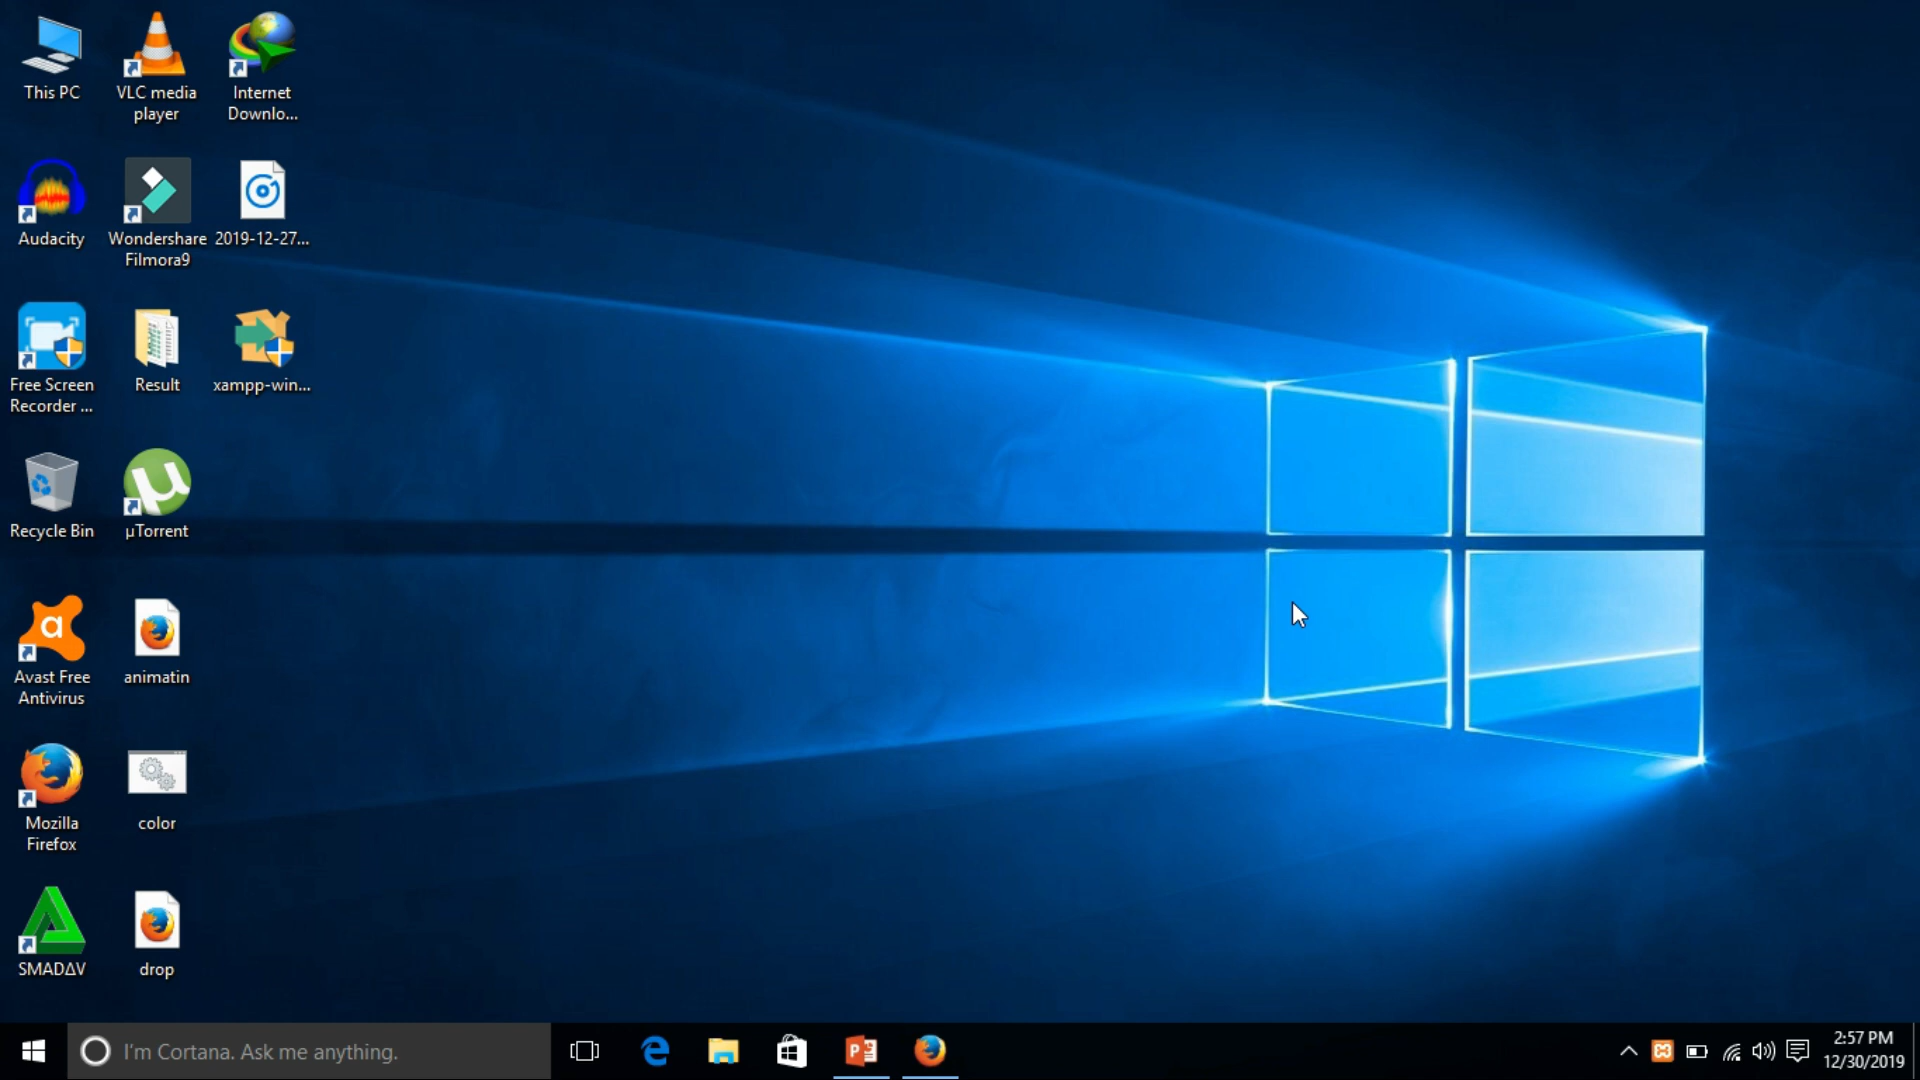 This PC
VLC media
player
Internet
Downlo...
Audacity
Wondershare
Filmora9
2019-12-27...
Free Screen
Recorder ...
Result
xampp-win...
Recycle Bin
µTorrent
Avast Free
Antivirus
animatin
Mozilla
Firefox
color
SMADΔV
drop
I'm Cortana. Ask me anything.
2:57 PM
12/30/2019